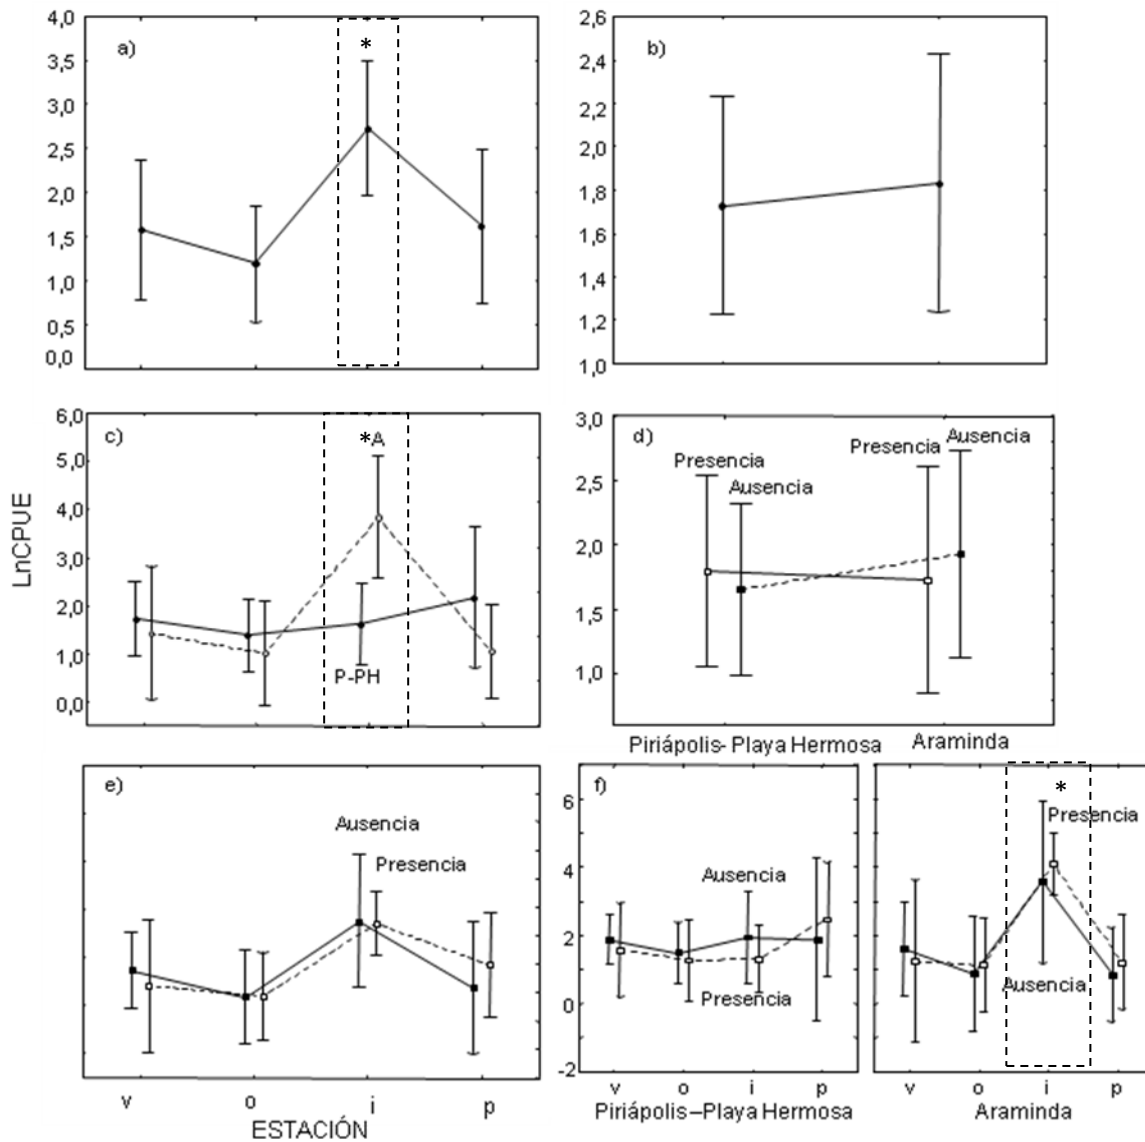 a)
*
4,0
3,5
3,0
2,5
2,0
1,5
1,0
0,5
0,0
b)
2,6
2,4
2,2
2,0
1,8
1,6
1,4
1,2
1,0
LnCPUE
c)
*A
P-PH
6,0
5,0
4,0
3,0
2,0
1,0
0,0
d)
Presencia
Ausencia
Presencia
Ausencia
3,0
2,5
2,0
1,5
1,0
Piriápolis- Playa Hermosa Araminda
e)
Ausencia
Presencia
v o i p
ESTACIÓN
f)
6
4
2
0
-2
Ausencia
Presencia
v o i p
Piriápolis–Playa Hermosa
*
Presencia
Ausencia
v o i p
Araminda